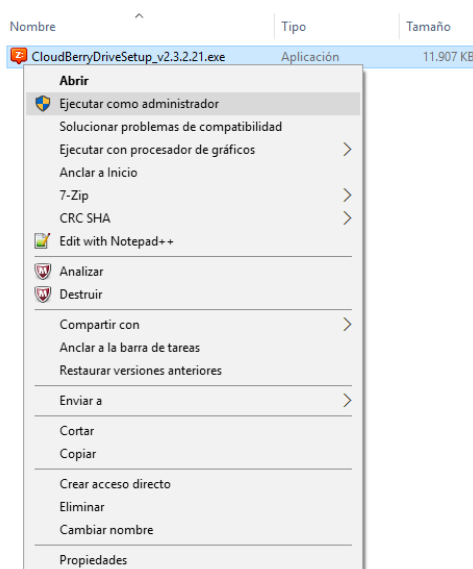 Nombre Tipo Tamaño
CloudBerryDriveSetup_v2.3.2.21.exe Aplicación 11.907 KB
Abrir
Ejecutar como administrador
Solucionar problemas de compatibilidad
Ejecutar con procesador de gráficos
Anclar a Inicio
7-Zip
CRC SHA
Edit with Notepad++
Analizar
Destruir
Compartir con
Anclar a la barra de tareas
Restaurar versiones anteriores
Enviar a
Cortar
Copiar
Crear acceso directo
Eliminar
Cambiar nombre
Propiedades